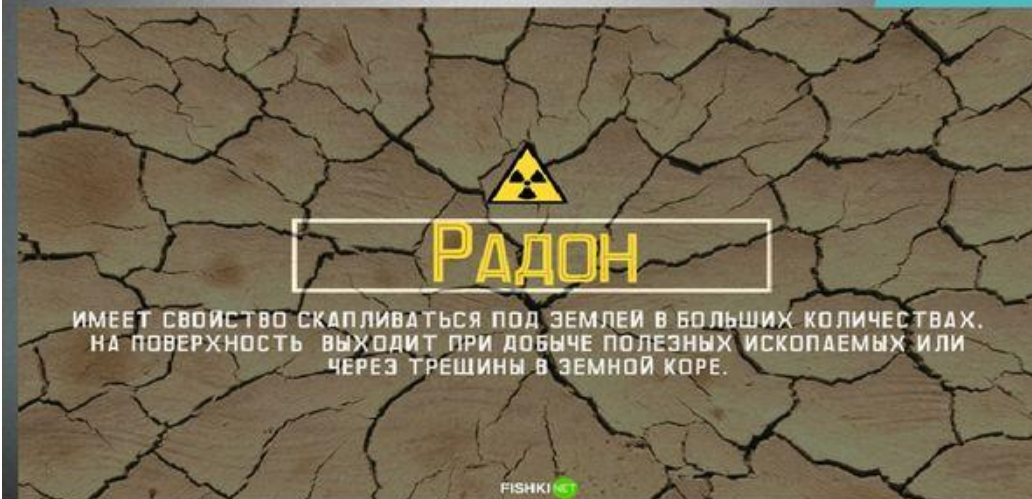 Радон
ИМЕЕТ СВОЙСТВО СКАПЛИВАТЬСЯ ПОД ЗЕМЛЕЙ В БОЛЬШИХ КОЛИЧЕСТВАХ.
НА ПОВЕРХНОСТЬ ВЫХОДИТ ПРИ ДОБЫЧЕ ПОЛЕЗНЫХ ИСКОПАЕМЫХ ИЛИ
ЧЕРЕЗ ТРЕЩИНЫ В ЗЕМНОЙ КОРЕ.
FISHKI NET